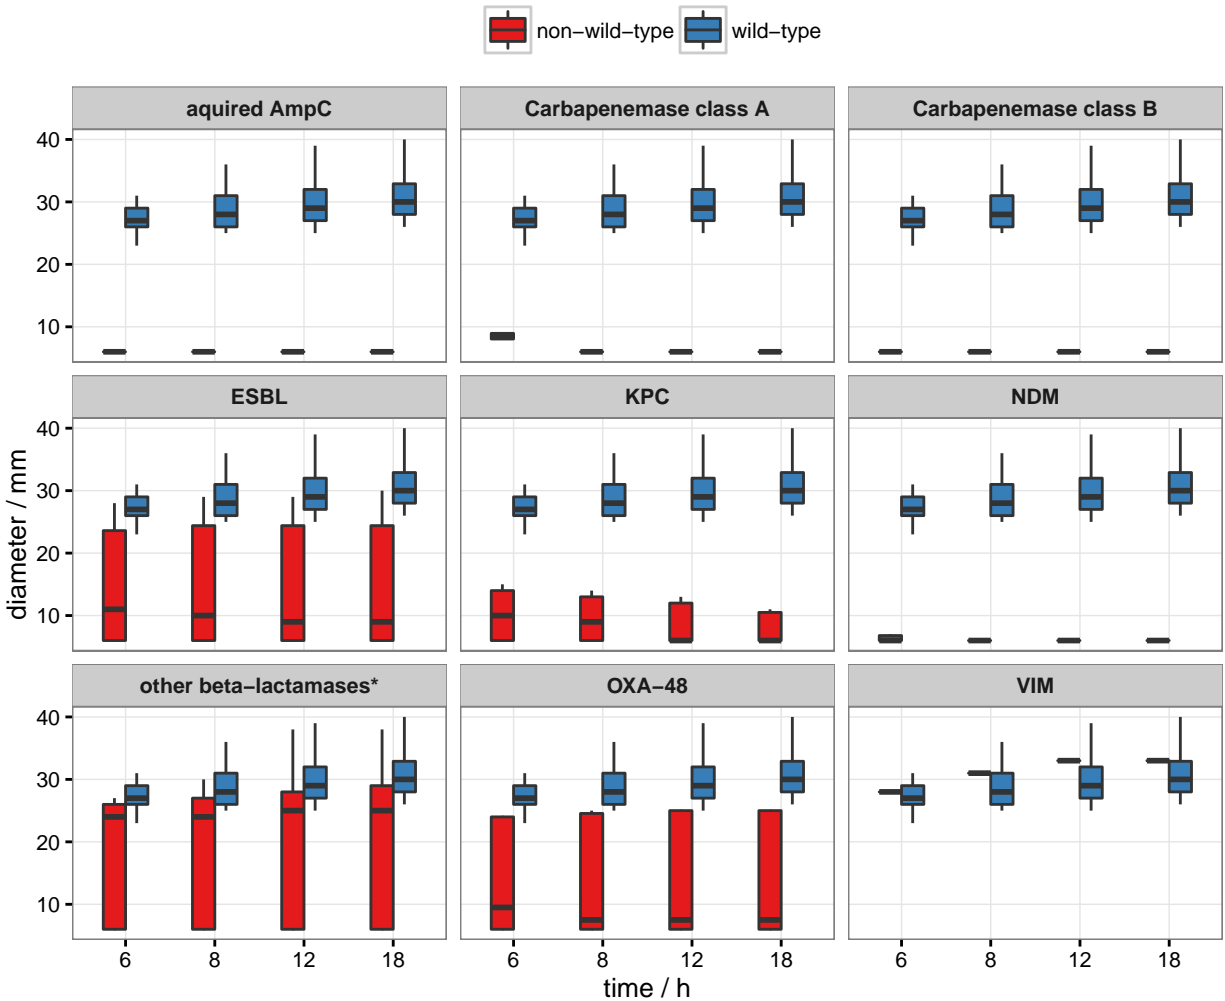 non−wild−type wild−type
aquired AmpC Carbapenemase class A Carbapenemase class B
40
30
20
10
ESBL KPC NDM
40
30
20
10
diameter / mm
other beta−lactamases* OXA−48 VIM
40
30
20
10
6 8 12 18 6 8 12 18 6 8 12 18
time / h